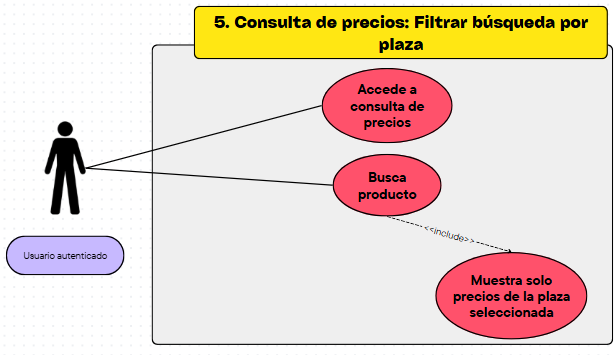 5. Consulta de precios: Filtrar búsqueda por
plaza
Accede a
consulta de
precios
Busca
producto
<<include>>
Usuario autenticado
Muestra solo
precios de la plaza
seleccionada